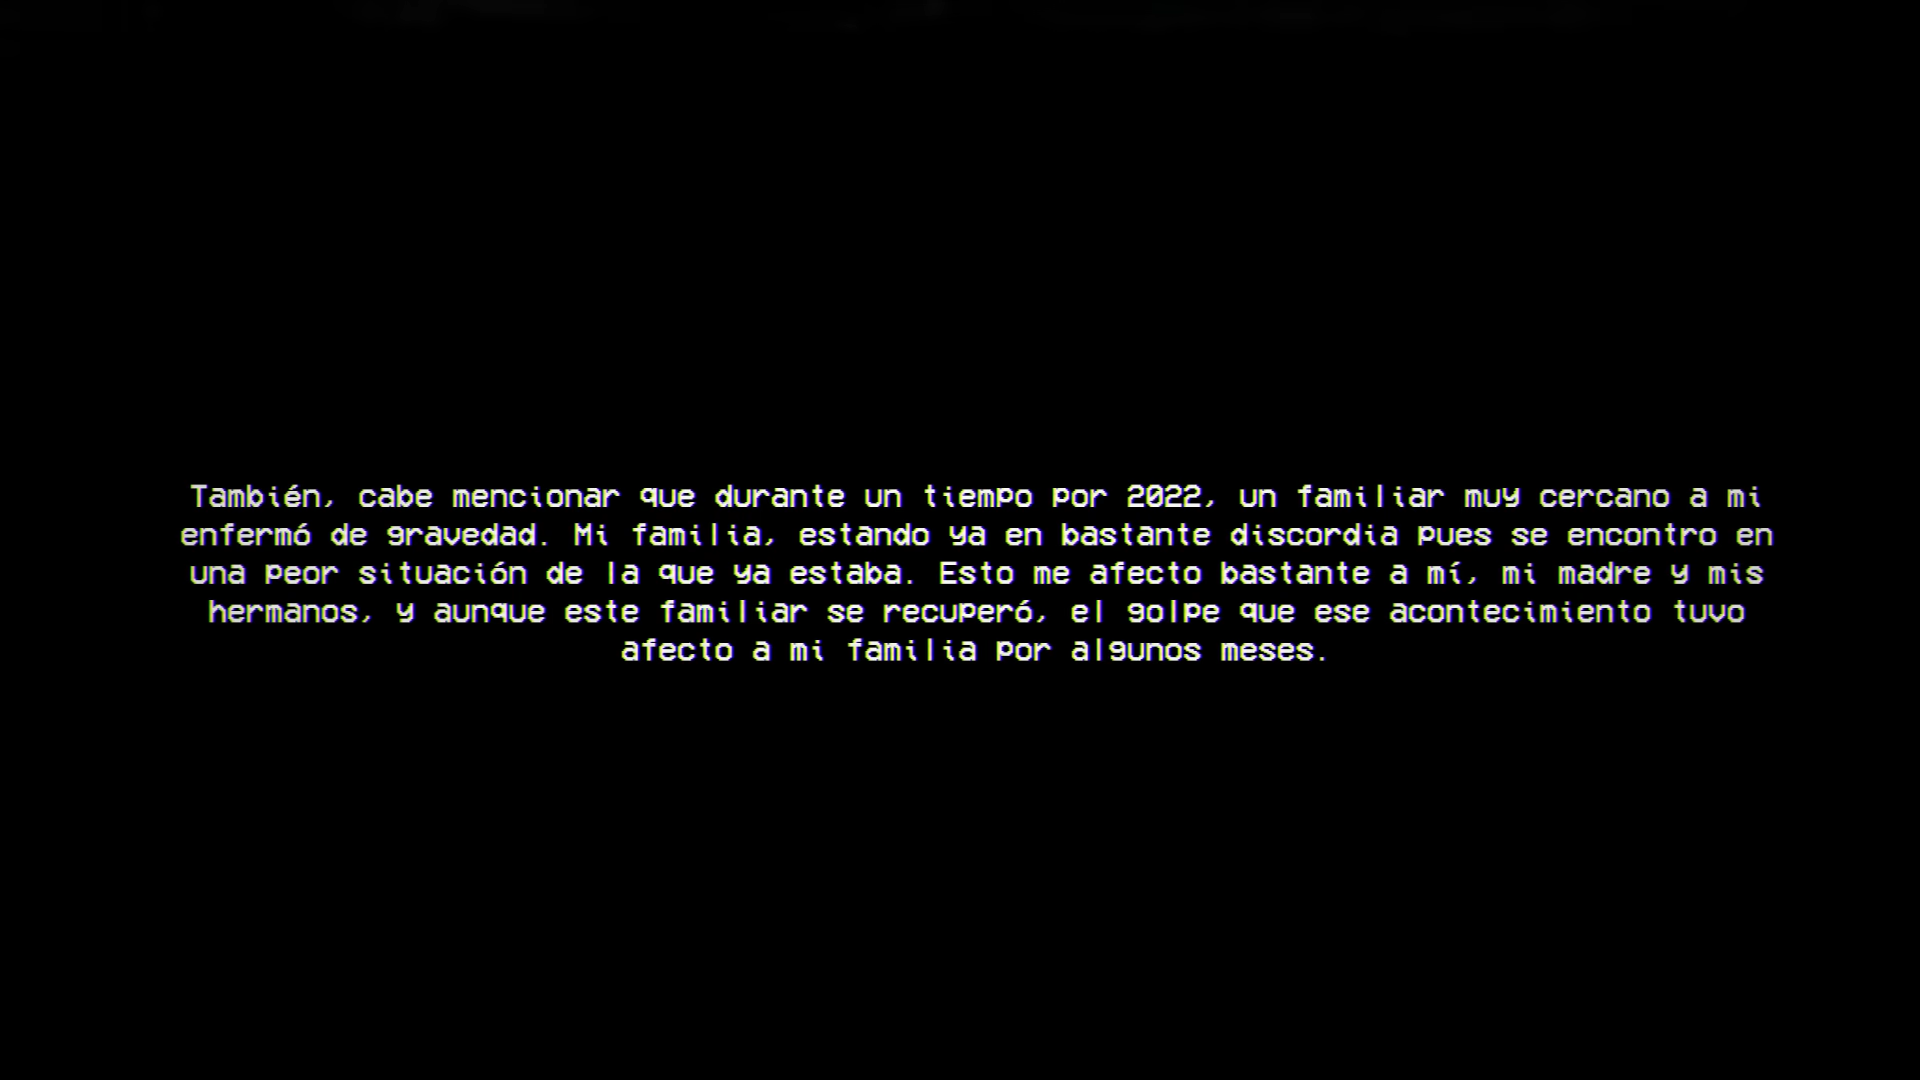 También, cabe mencionar que durante un tiempo por 2022, un familiar muy cercano a mi
enfermó de gravedad. Mi familia, estando ya en bastante discordia pues se encontro en
una peor situación de la que ya estaba. Esto me afecto bastante a mí, mi madre y mis
hermanos, y aunque este familiar se recuperó, el golpe que ese acontecimiento tuvo
afecto a mi familia por algunos meses.